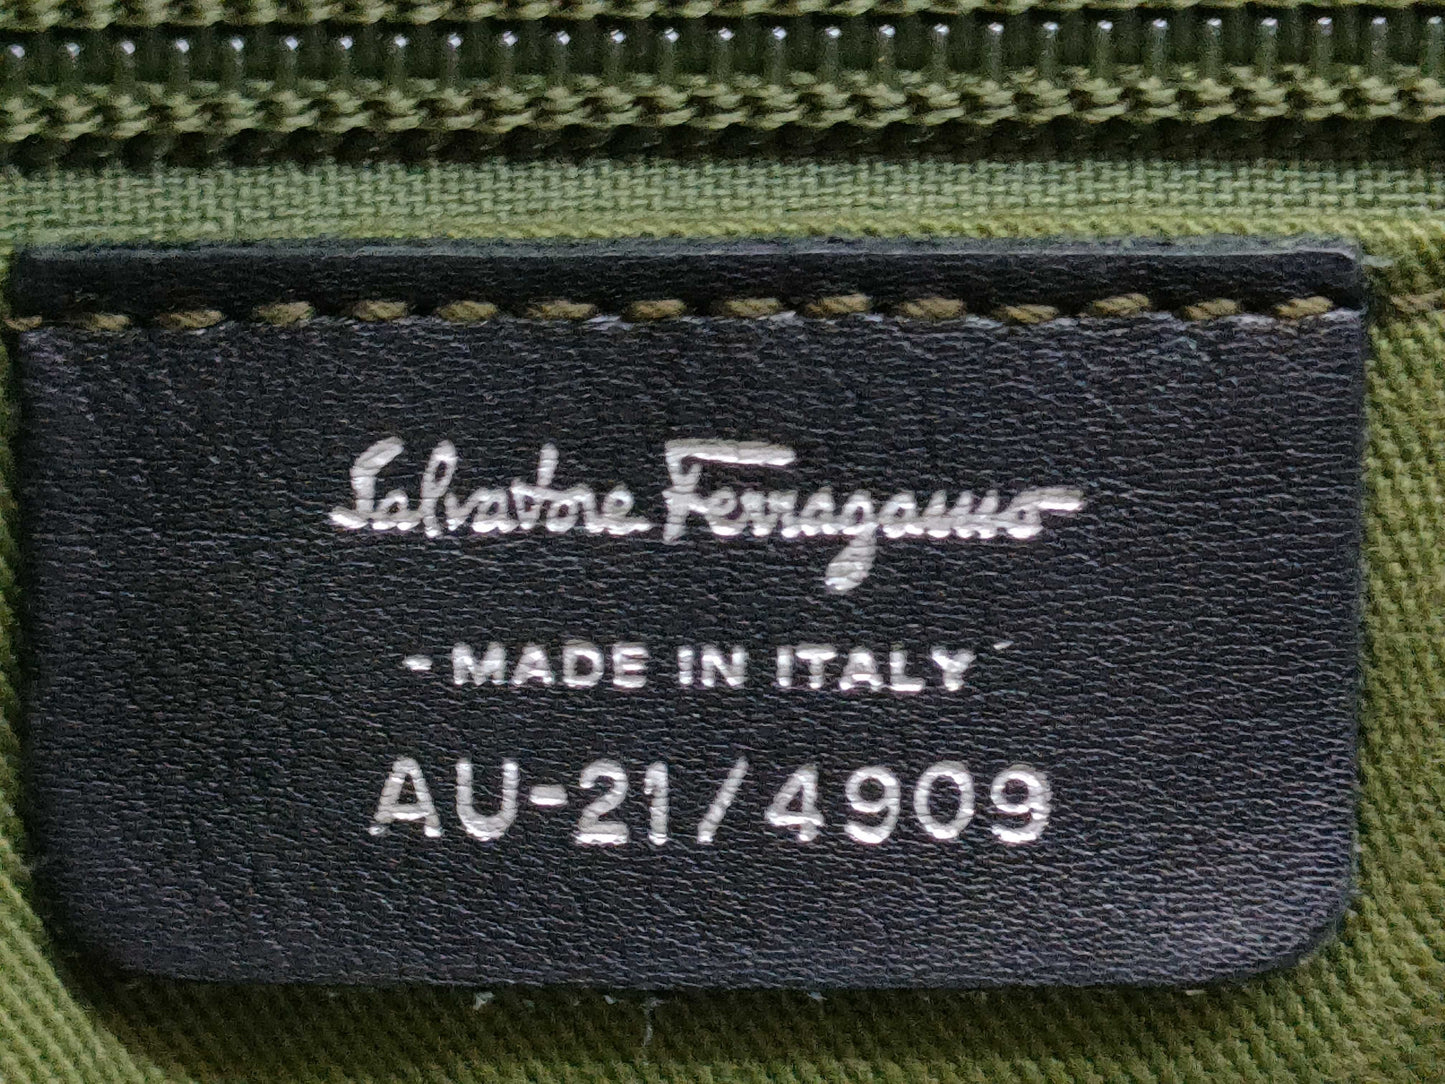 Salvatore Ferragamo
- MADE IN ITALY -
AU-21/4909